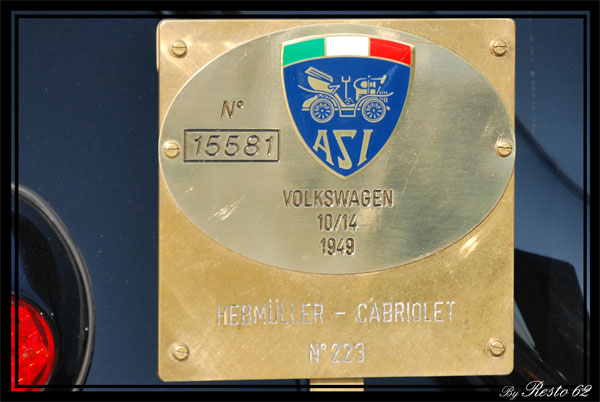 ASI
N°
15581
VOLKSWAGEN
10/14
1949
HEBMÜLLER - CABRIOLET
N° 223
By Resto 62